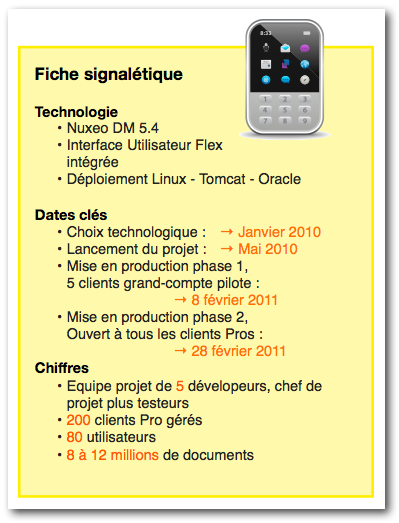 8:33
Fiche signalétique
Technologie
• Nuxeo DM 5.4
• Interface Utilisateur Flex
intégrée
• Déploiement Linux - Tomcat - Oracle
Dates clés
• Choix technologique : → Janvier 2010
• Lancement du projet : → Mai 2010
• Mise en production phase 1,
5 clients grand-compte pilote :
→ 8 février 2011
• Mise en production phase 2,
Ouvert à tous les clients Pros :
→ 28 février 2011
Chiffres
• Equipe projet de 5 dévelopeurs, chef de
projet plus testeurs
• 200 clients Pro gérés
• 80 utilisateurs
• 8 à 12 millions de documents